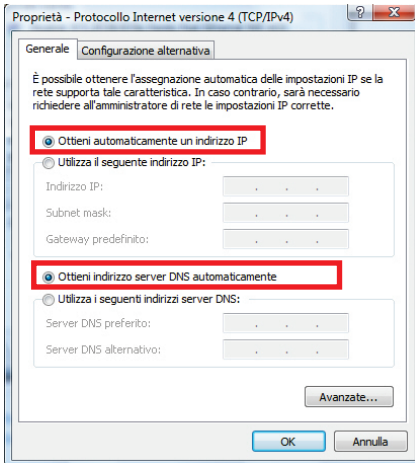 Proprietà - Protocollo Internet versione 4 (TCP/IPv4)
Generale
Configurazione alternativa
È possibile ottenere l'assegnazione automatica delle impostazioni IP se la
rete supporta tale caratteristica. In caso contrario, sarà necessario
richiedere all'amministratore di rete le impostazioni IP corrette.
Ottieni automaticamente un indirizzo IP
Utilizza il seguente indirizzo IP:
Indirizzo IP:
Subnet mask:
Gateway predefinito:
Ottieni indirizzo server DNS automaticamente
Utilizza i seguenti indirizzi server DNS:
Server DNS preferito:
Server DNS alternativo:
Avanzate...
OK Annulla